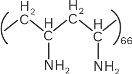 H₂ H₂
C C
( C C )₆₆
H H
NH₂ NH₂